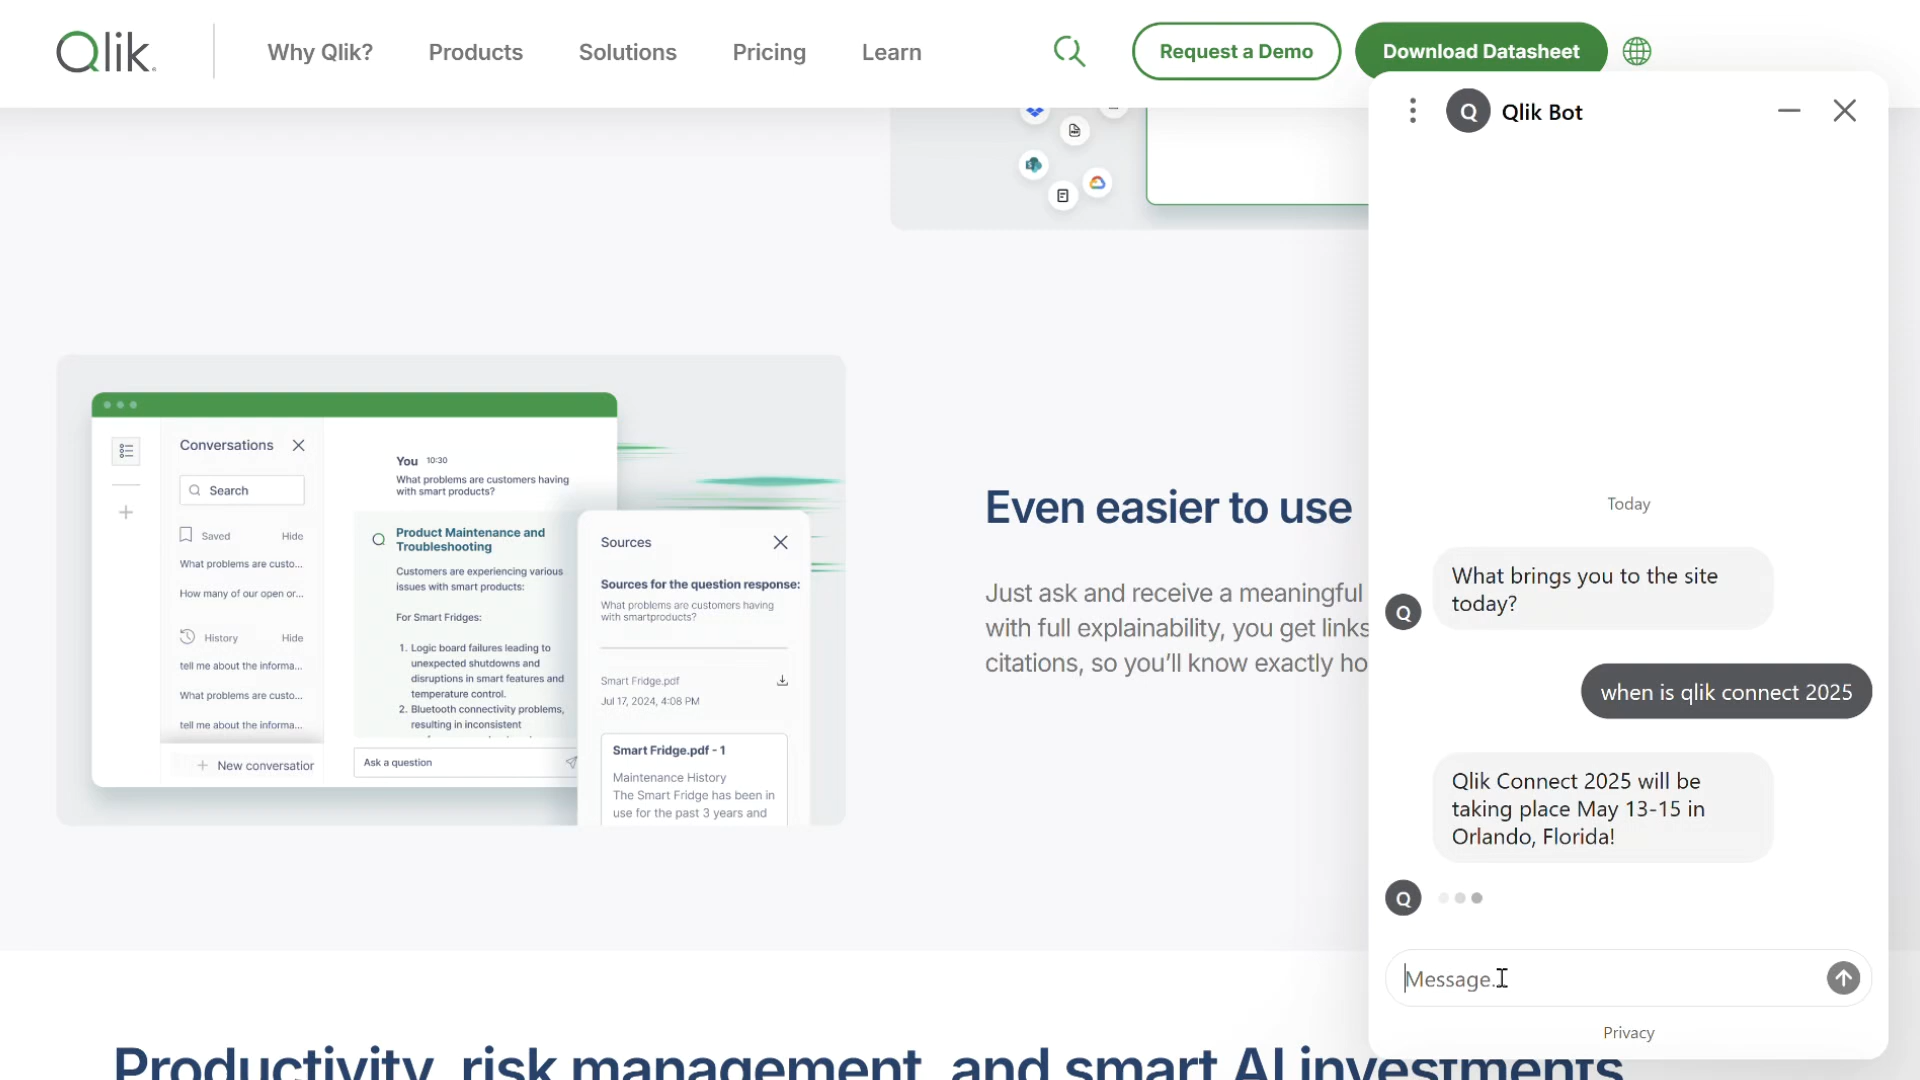 Qlik
Why Qlik?
Products
Solutions
Pricing
Learn
Request a Demo
Download Datasheet
Conversations
Search
Saved
Hide
What problems are custo...
How many of our open or...
History
Hide
tell me about the informa...
What problems are custo...
tell me about the informa...
New conversation
You 10:30
What problems are customers having
with smart products?
Product Maintenance and
Troubleshooting
Customers are experiencing various
issues with smart products:
For Smart Fridges:
1. Logic board failures leading to
unexpected shutdowns and
disruptions in smart features and
temperature control.
2. Bluetooth connectivity problems,
resulting in inconsistent
Ask a question
Sources
Sources for the question response:
What problems are customers having
with smartproducts?
Smart Fridge.pdf
Jul 17, 2024, 4:08 PM
Smart Fridge.pdf - 1
Maintenance History
The Smart Fridge has been in
use for the past 3 years and
Even easier to use
Just ask and receive a meaningful
with full explainability, you get links
citations, so you'll know exactly ho
Productivity, risk management, and smart AI investments
Q
Qlik Bot
Today
What brings you to the site
today?
Q
when is qlik connect 2025
Qlik Connect 2025 will be
taking place May 13-15 in
Orlando, Florida!
Q
Message.
Privacy